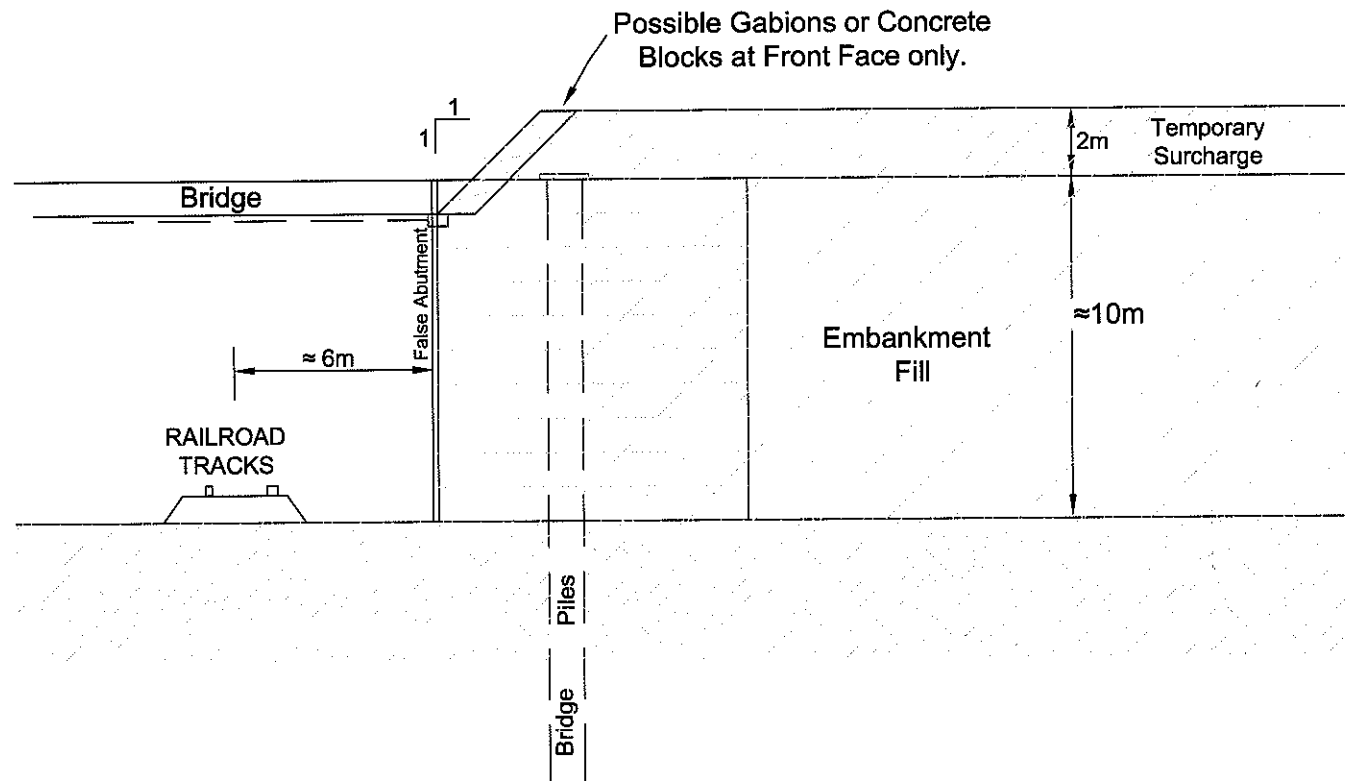 Possible Gabions or Concrete
Blocks at Front Face only.
1
1
2m
Temporary
Surcharge
Bridge
False Abutment
≈10m
≈ 6m
Embankment
Fill
RAILROAD
TRACKS
Bridge Piles